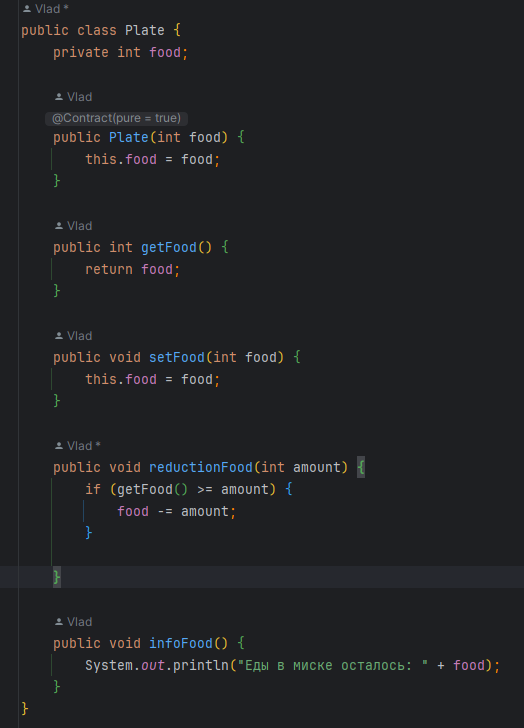 Vlad *
public class Plate {
    private int food;
    Vlad
    @Contract(pure = true)
    public Plate(int food) {
        this.food = food;
    }
    Vlad
    public int getFood() {
        return food;
    }
    Vlad
    public void setFood(int food) {
        this.food = food;
    }
    Vlad *
    public void reductionFood(int amount) {
        if (getFood() >= amount) {
            food -= amount;
        }
    }
    Vlad
    public void infoFood() {
        System.out.println("Еды в миске осталось: " + food);
    }
}